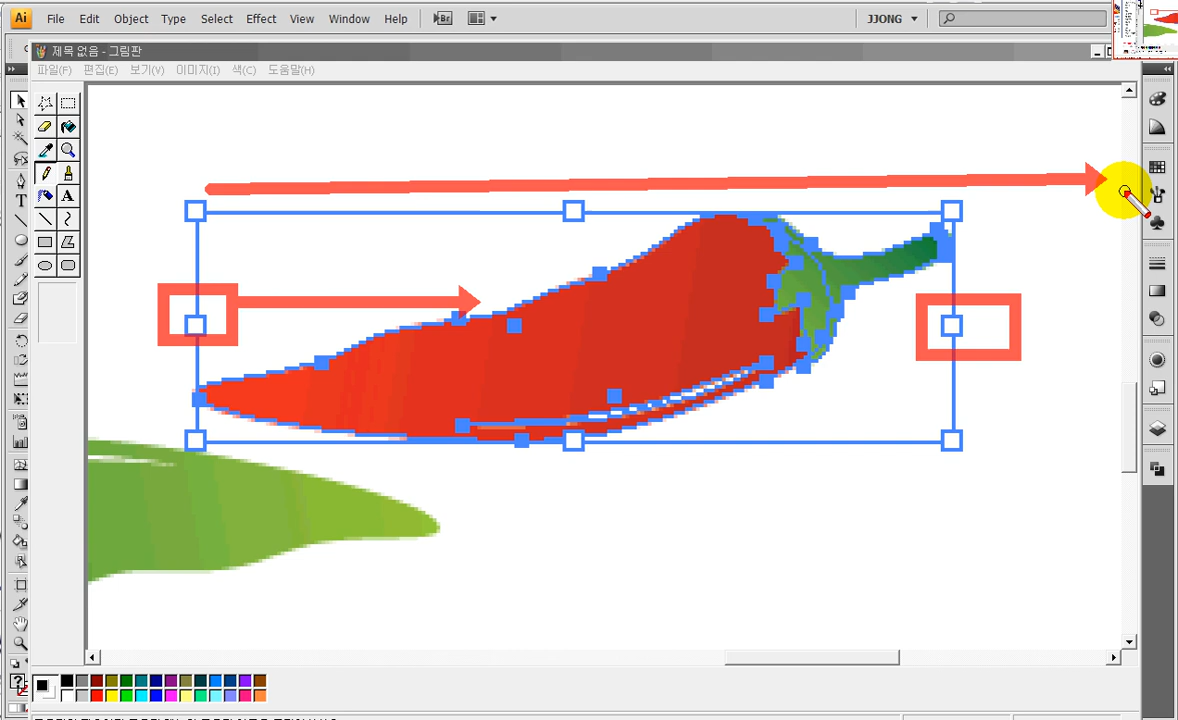 Ai File Edit Object Type Select Effect View Window Help Br JJONG
제목 없음 - 그림판
파일(F) 편집(E) 보기(V) 이미지(I) 색(C) 도움말(H)
A
T